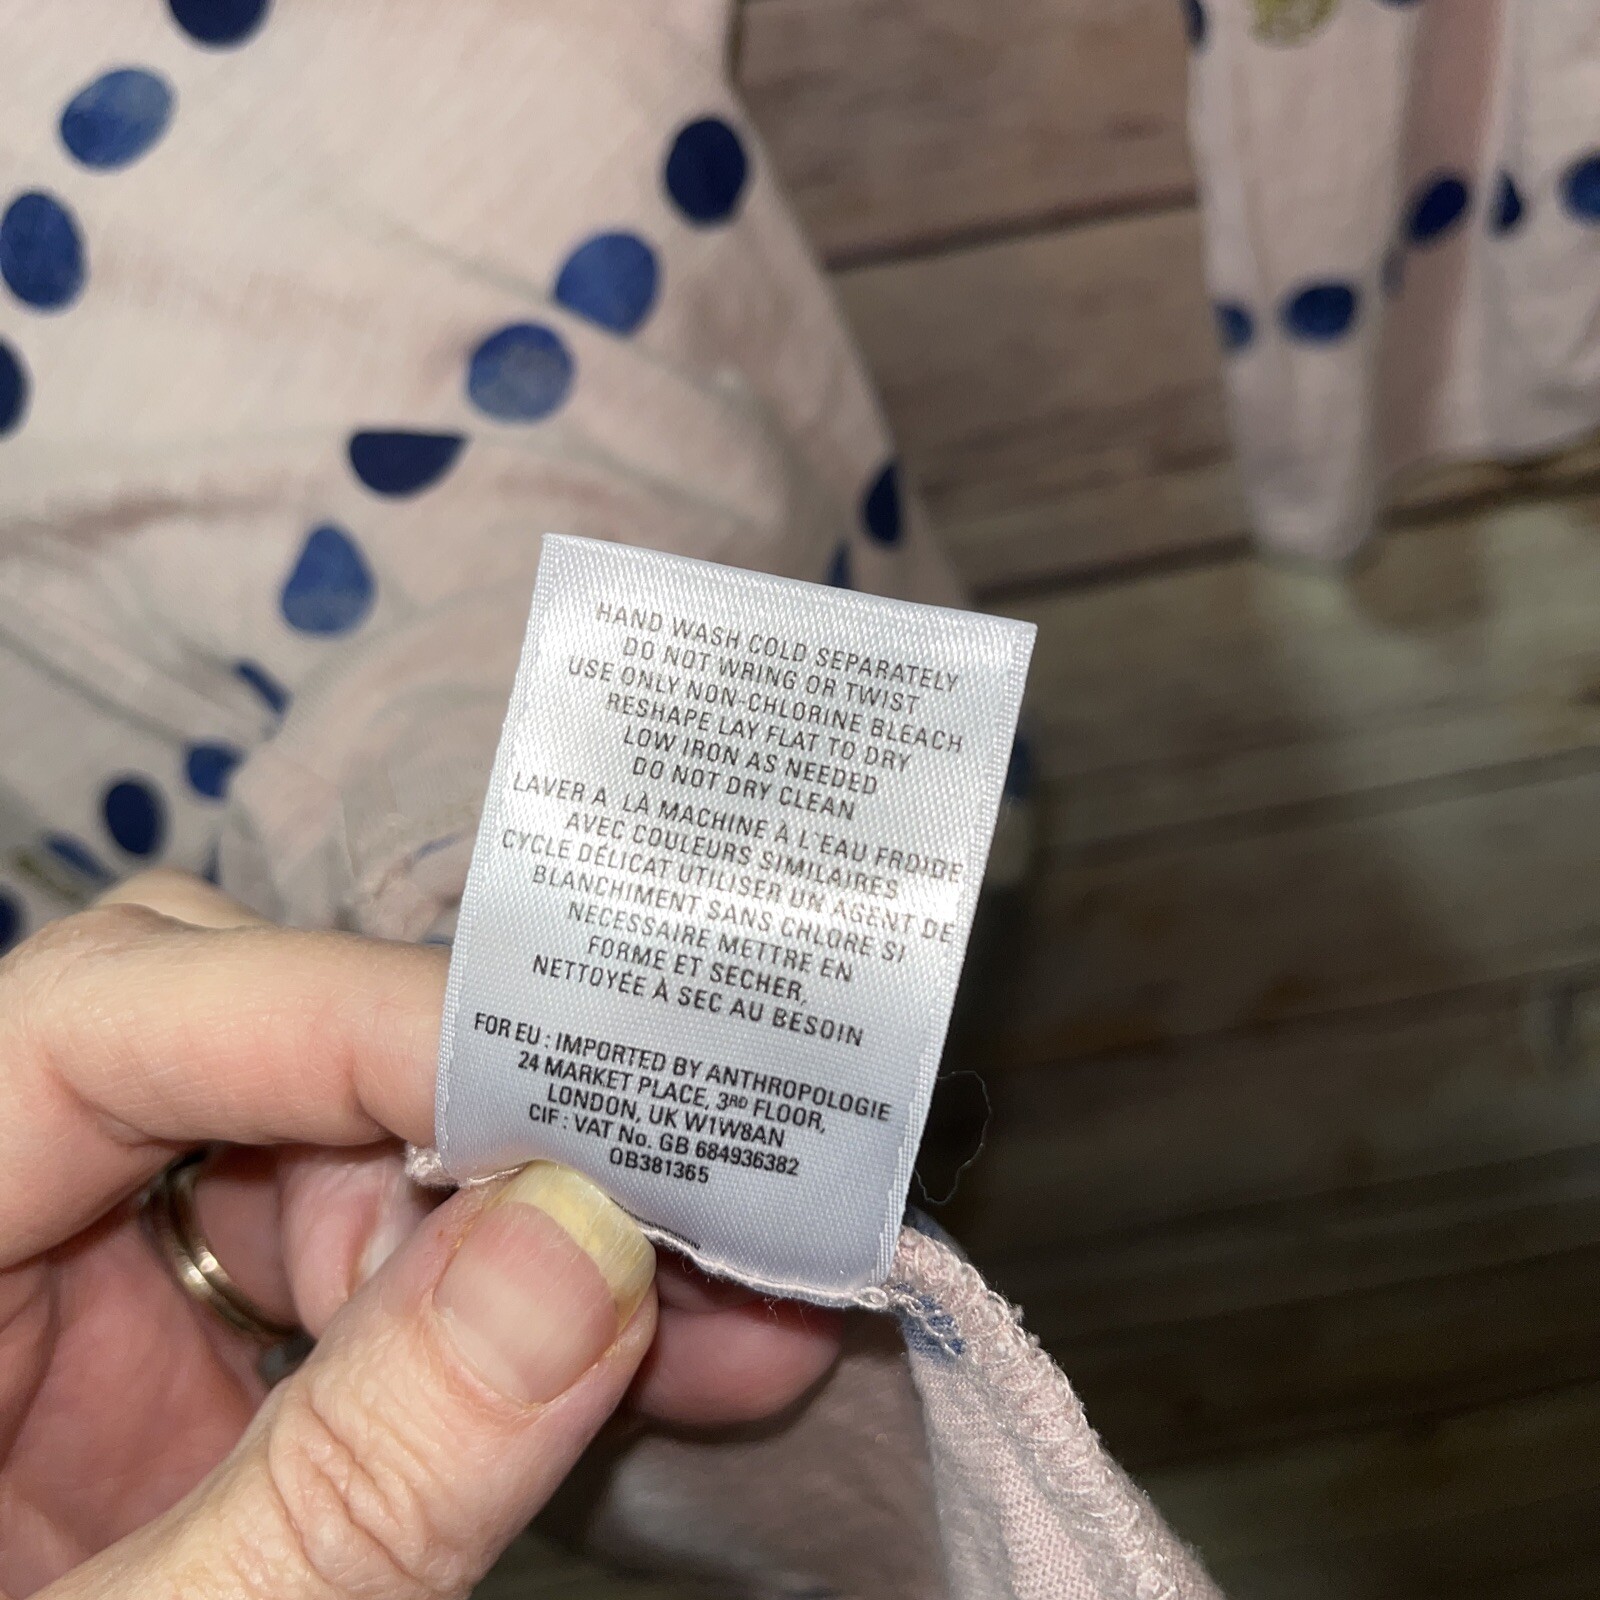 HAND WASH COLD SEPARATELY
DO NOT WRING OR TWIST
USE ONLY NON-CHLORINE BLEACH
RESHAPE LAY FLAT TO DRY
LOW IRON AS NEEDED
DO NOT DRY CLEAN
LAVER A LÀ MACHINE À L'EAU FROIDE
AVEC COULEURS SIMILAIRES
CYCLE DÉLICAT UTILISER UN AGENT DE
BLANCHIMENT SANS CHLORE SI
NECESSAIRE METTRE EN
FORME ET SECHER,
NETTOYÉE À SEC AU BESOIN
FOR EU : IMPORTED BY ANTHROPOLOGIE
24 MARKET PLACE, 3RD FLOOR,
LONDON, UK W1W8AN
CIF : VAT No. GB 684936382
OB381365